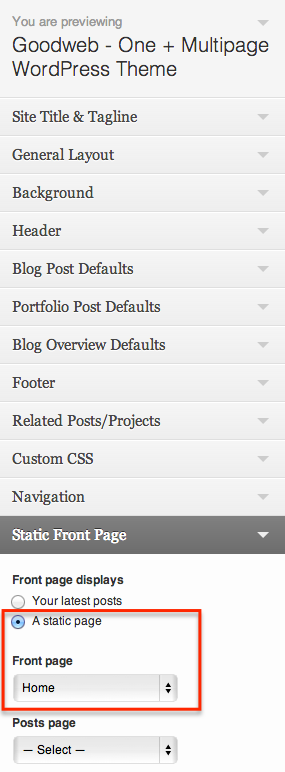 You are previewing
Goodweb - One + Multipage
WordPress Theme
Site Title & Tagline
General Layout
Background
Header
Blog Post Defaults
Portfolio Post Defaults
Blog Overview Defaults
Footer
Related Posts/Projects
Custom CSS
Navigation
Static Front Page
Front page displays
Your latest posts
A static page
Front page
Home
Posts page
— Select —